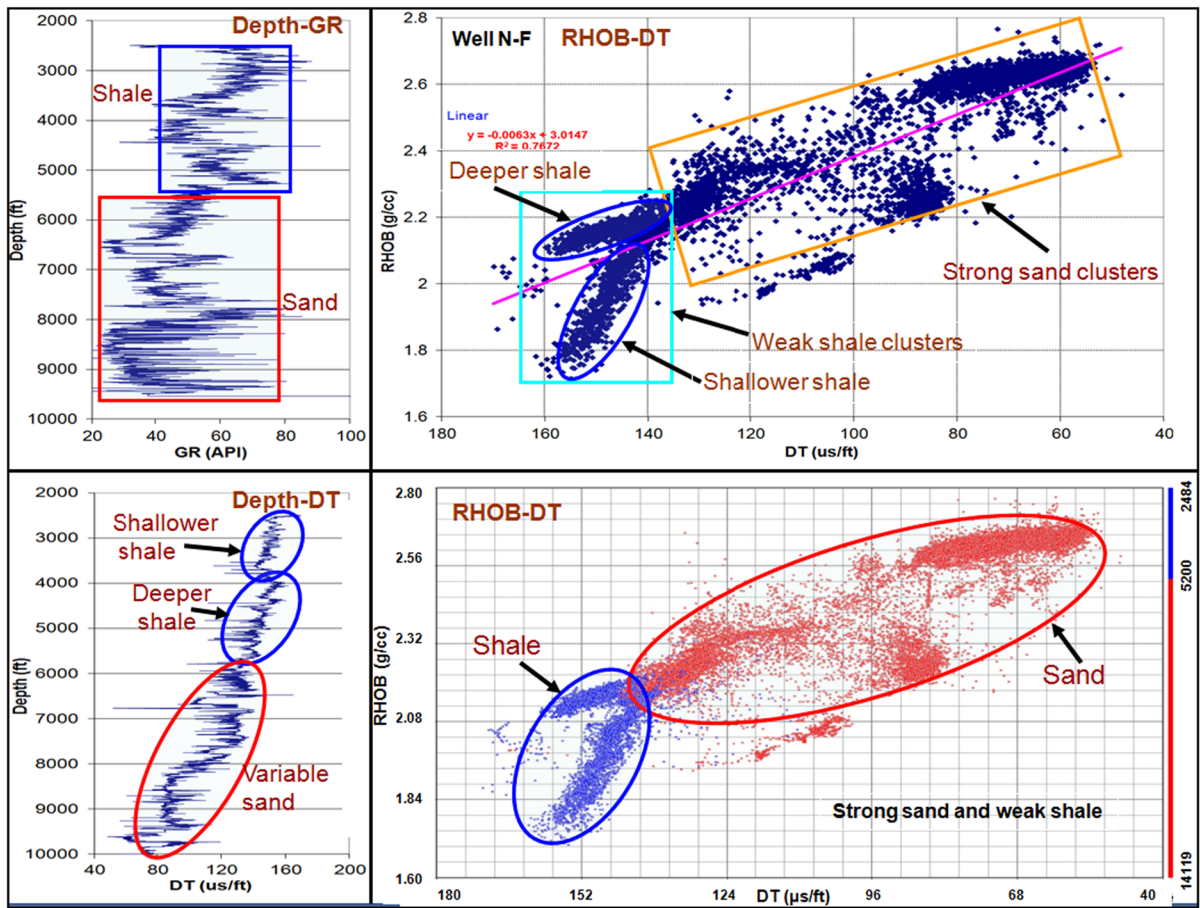 Depth-GR
2000
3000
4000
5000
6000
7000
8000
9000
10000
Depth (ft)
Shale
Sand
20 40 60 80 100
GR (API)
Well N-F RHOB-DT
2.8
2.6
2.4
2.2
2
1.8
1.6
RHOB (g/cc)
Linear
y = -0.0063x + 3.0147
R² = 0.7672
Deeper shale
Strong sand clusters
Weak shale clusters
Shallower shale
180 160 140 120 100 80 60 40
DT (us/ft)
Depth-DT
2000
3000
4000
5000
6000
7000
8000
9000
10000
Depth (ft)
Shallower
shale
Deeper
shale
Variable
sand
40 80 120 160 200
DT (us/ft)
RHOB-DT
2.80
2.56
2.32
2.08
1.84
1.60
RHOB (g/cc)
Shale
Sand
Strong sand and weak shale
180 152 124 96 68 40
DT (µs/ft)
2484
5200
14119